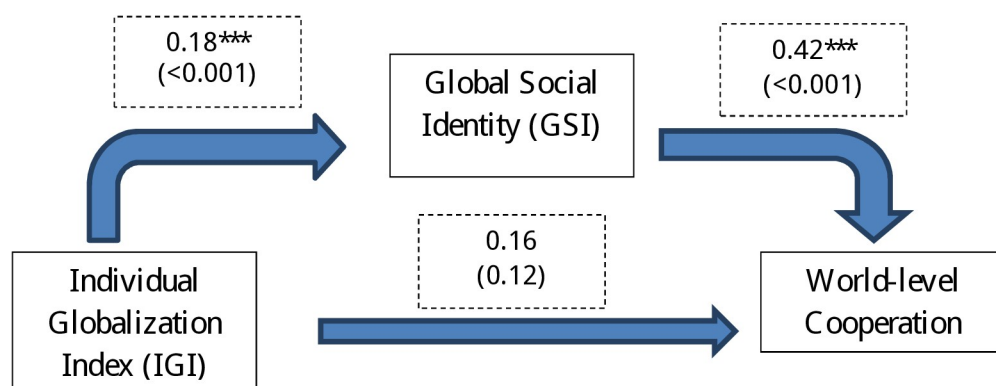 0.18***
(<0.001)
0.42***
(<0.001)
Global Social
Identity (GSI)
0.16
(0.12)
Individual
Globalization
Index (IGI)
World-level
Cooperation